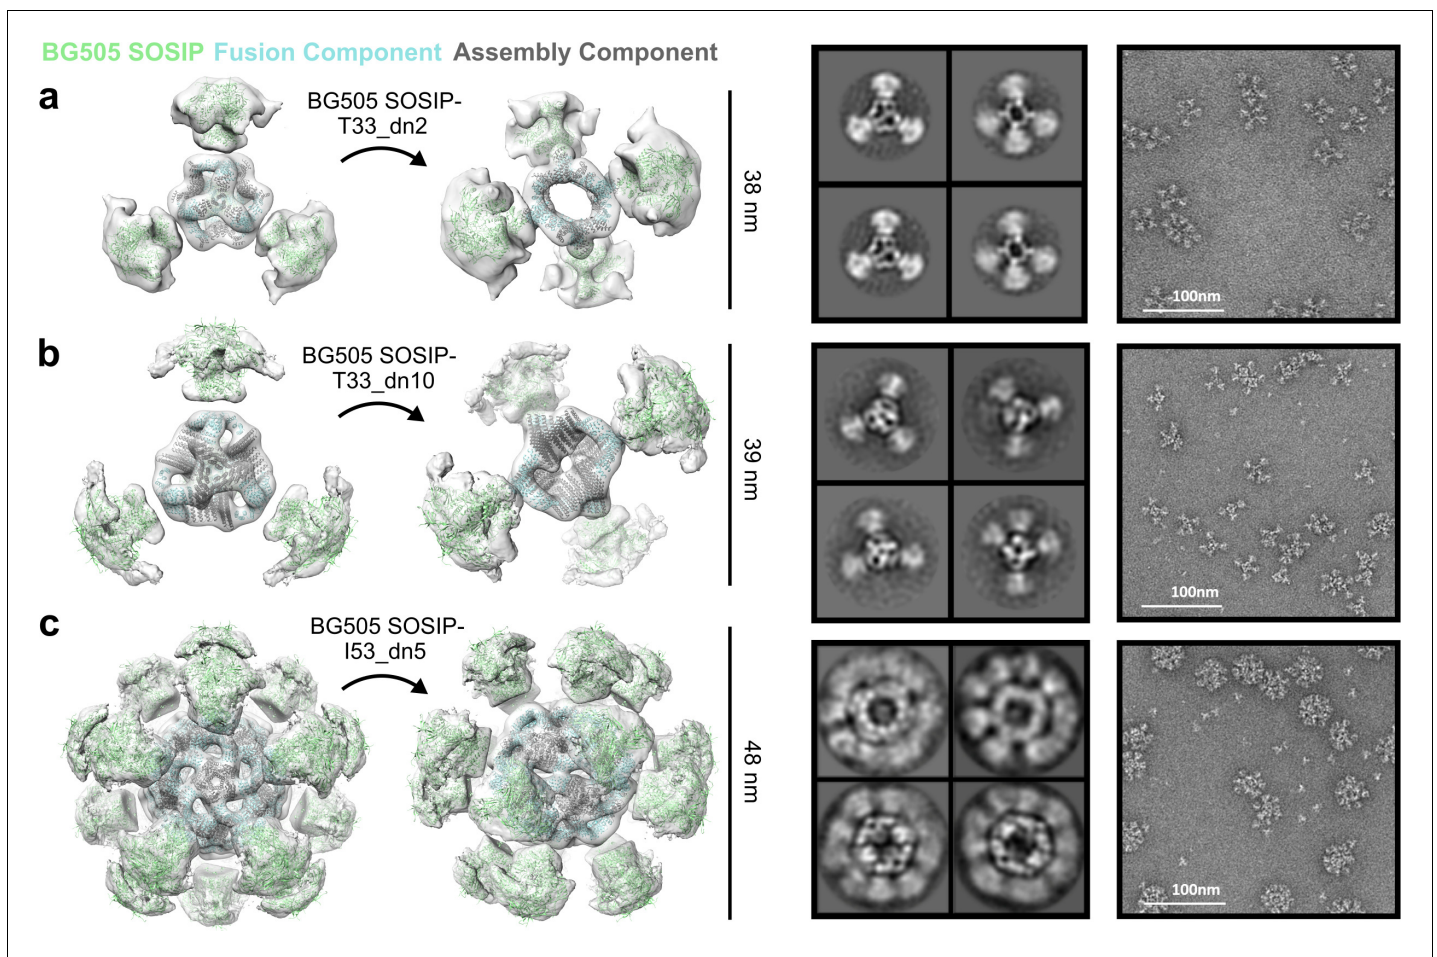 BG505 SOSIP Fusion Component Assembly Component
a
BG505 SOSIP-
T33_dn2
38 nm
100nm
b
BG505 SOSIP-
T33_dn10
39 nm
100nm
c
BG505 SOSIP-
I53_dn5
48 nm
100nm